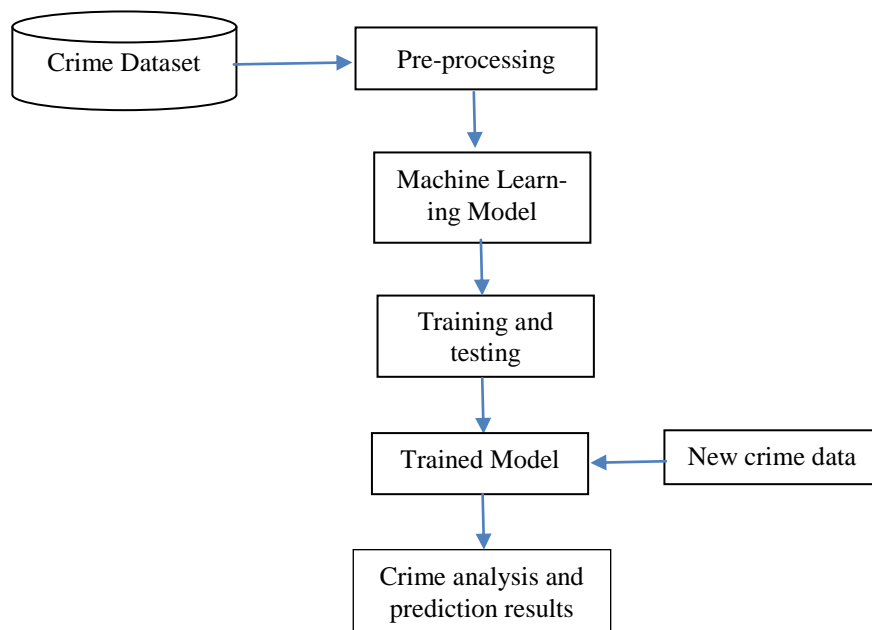 Crime Dataset
Pre-processing
Machine Learn-
ing Model
Training and
testing
Trained Model
New crime data
Crime analysis and
prediction results